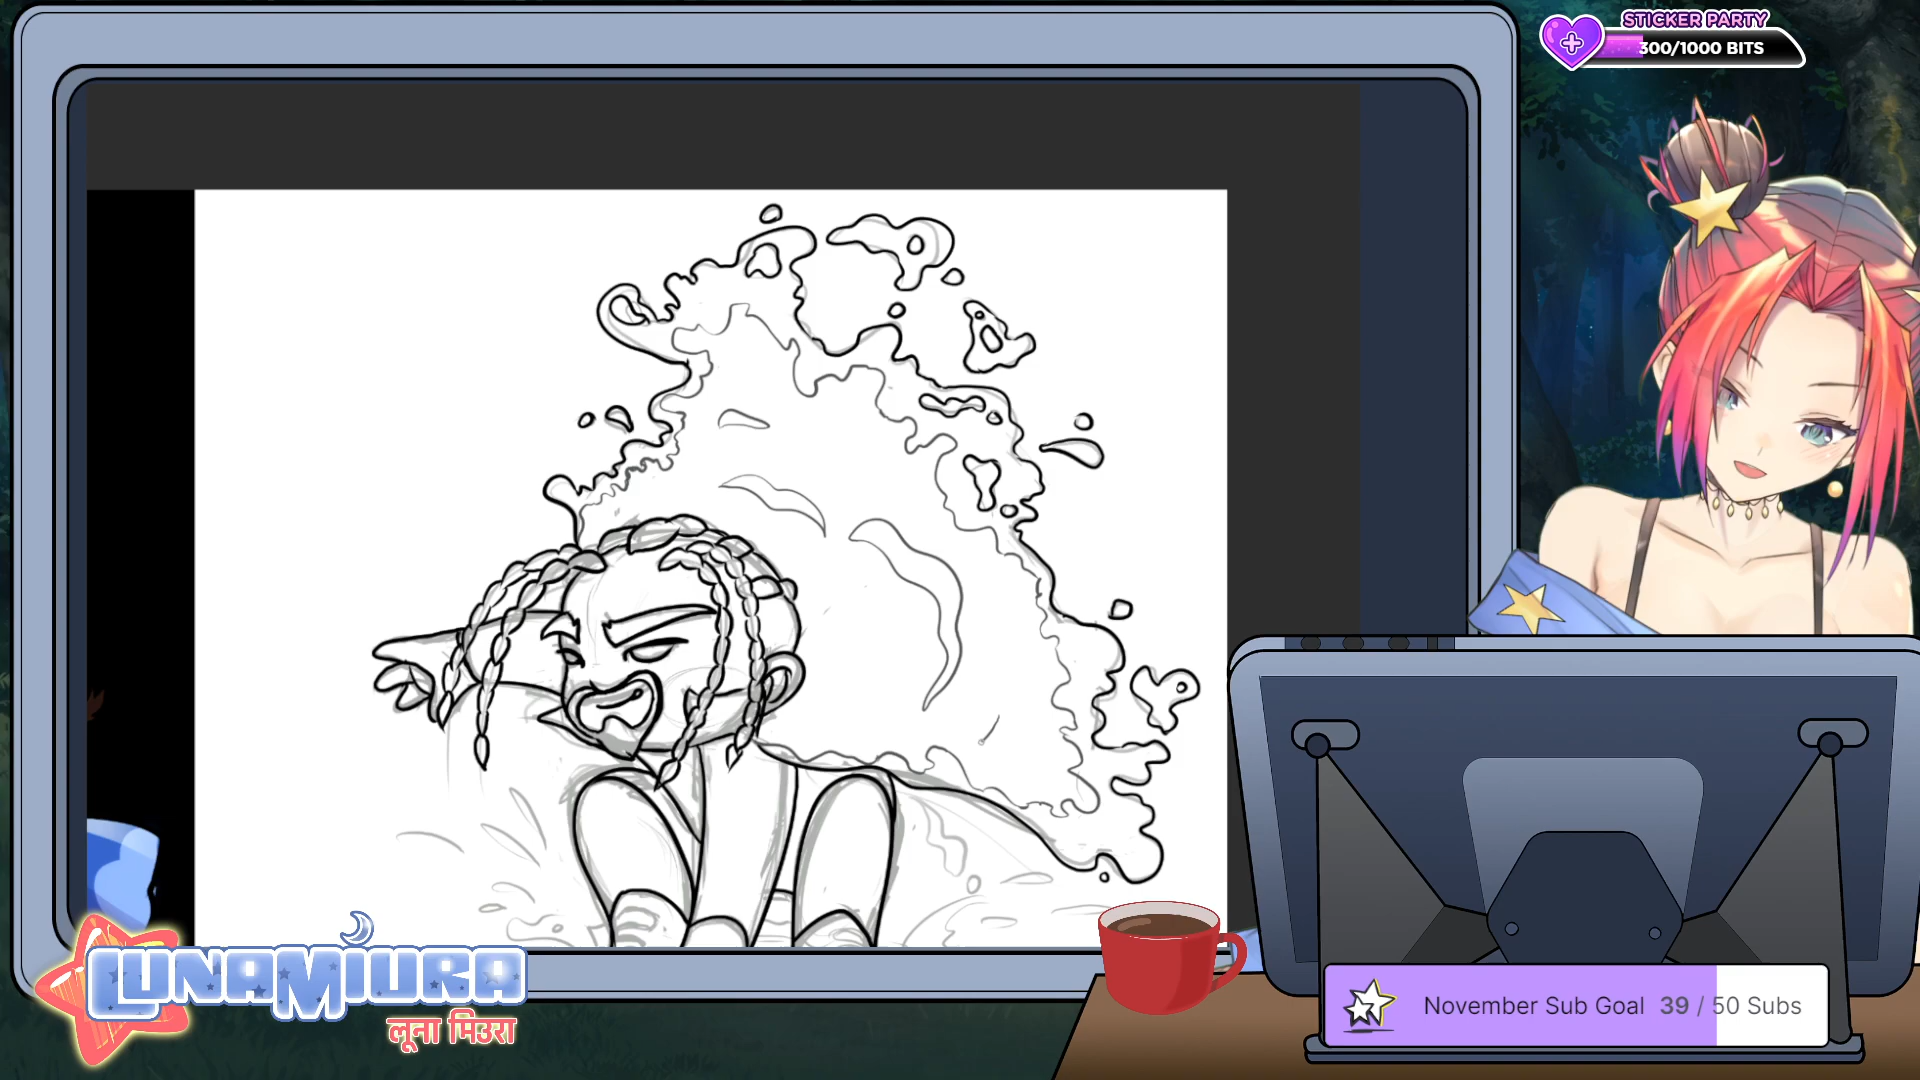 STICKER PARTY
300/1000 BITS
LUNAMIURA
लूना मिउरा
November Sub Goal 39 / 50 Subs